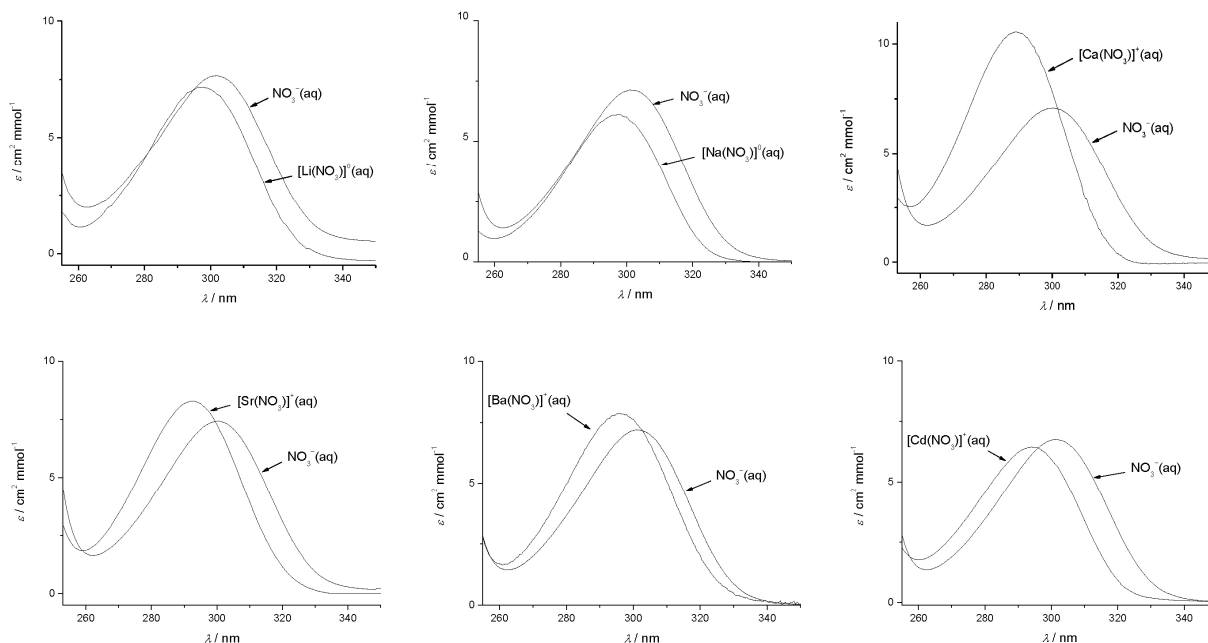 10
5
0
ε / cm² mmol⁻¹
NO₃⁻(aq)
[Li(NO₃)]⁰(aq)
260 280 300 320 340
λ / nm
10
5
0
ε / cm² mmol⁻¹
NO₃⁻(aq)
[Na(NO₃)]⁰(aq)
260 280 300 320 340
λ / nm
10
5
0
ε / cm² mmol⁻¹
[Ca(NO₃)]⁺(aq)
NO₃⁻(aq)
260 280 300 320 340
λ / nm
10
5
0
ε / cm² mmol⁻¹
[Sr(NO₃)]⁺(aq)
NO₃⁻(aq)
260 280 300 320 340
λ / nm
10
5
0
ε / cm² mmol⁻¹
[Ba(NO₃)]⁺(aq)
NO₃⁻(aq)
260 280 300 320 340
λ / nm
10
5
0
ε / cm² mmol⁻¹
[Cd(NO₃)]⁺(aq)
NO₃⁻(aq)
260 280 300 320 340
λ / nm